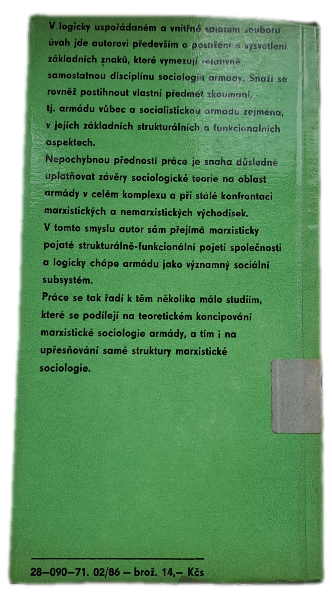 V logicky uspořádaném a vnitřně spjatém souboru
úvah jde autorovi především o postižení a vysvětlení
základních znaků, které vymezují relativně
samostatnou disciplínu sociologie armády. Snaží se
rovněž postihnout vlastní předmět zkoumání,
tj. armádu vůbec a socialistickou armádu zejména,
v jejích základních strukturálních a funkcionálních
aspektech.
Nepochybnou předností práce je snaha důsledně
uplatňovat závěry sociologické teorie na oblast
armády v celém komplexu a při stálé konfrontaci
marxistických a nemarxistických východisek.
V tomto smyslu autor sám přejímá marxisticky
pojaté strukturálně-funkcionální pojetí společnosti
a logicky chápe armádu jako významný sociální
subsystém.
Práce se tak řadí k těm několika málo studiím,
které se podílejí na teoretickém koncipování
marxistické sociologie armády, a tím i na
upřesňování samé struktury marxistické
sociologie.
28—090—71. 02/86 — brož. 14,— Kčs